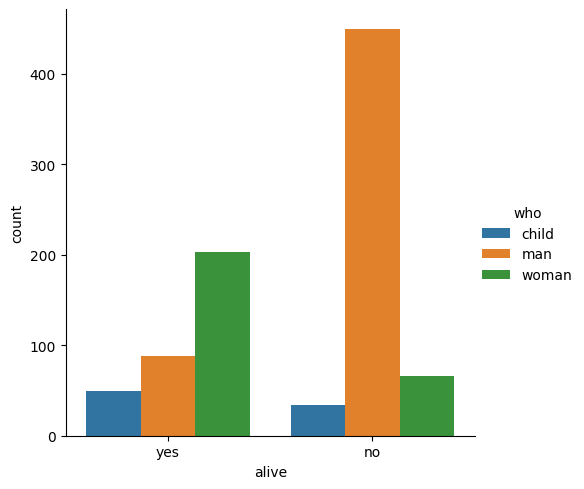 400
300
200
100
0
count
yes
no
alive
who
child
man
woman